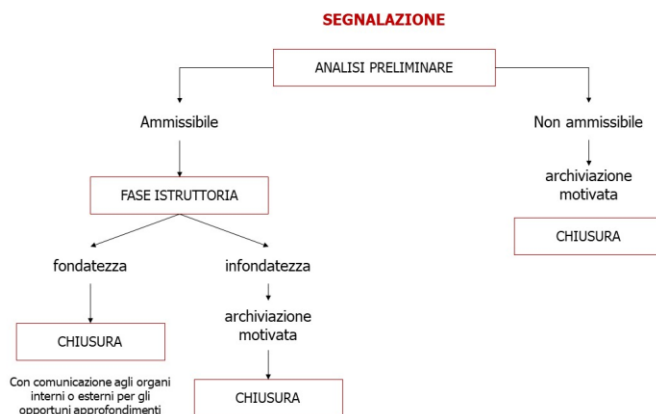 SEGNALAZIONE
ANALISI PRELIMINARE
Ammissibile
Non ammissibile
archiviazione
motivata
FASE ISTRUTTORIA
CHIUSURA
fondatezza
infondatezza
archiviazione
motivata
CHIUSURA
Con comunicazione agli organi
interni o esterni per gli
opportuni approfondimenti
CHIUSURA